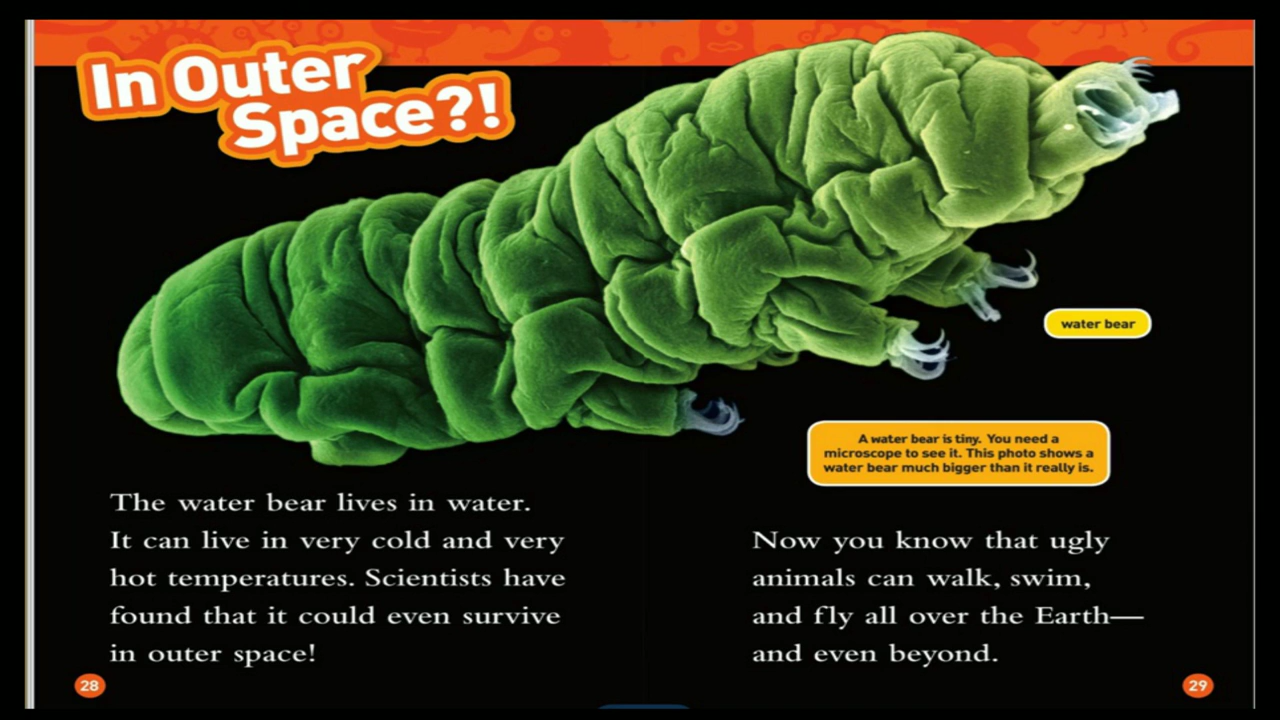 In Outer
Space?!
water bear
A water bear is tiny. You need a
microscope to see it. This photo shows a
water bear much bigger than it really is.
The water bear lives in water.
It can live in very cold and very
hot temperatures. Scientists have
found that it could even survive
in outer space!
28
Now you know that ugly
animals can walk, swim,
and fly all over the Earth—
and even beyond.
29